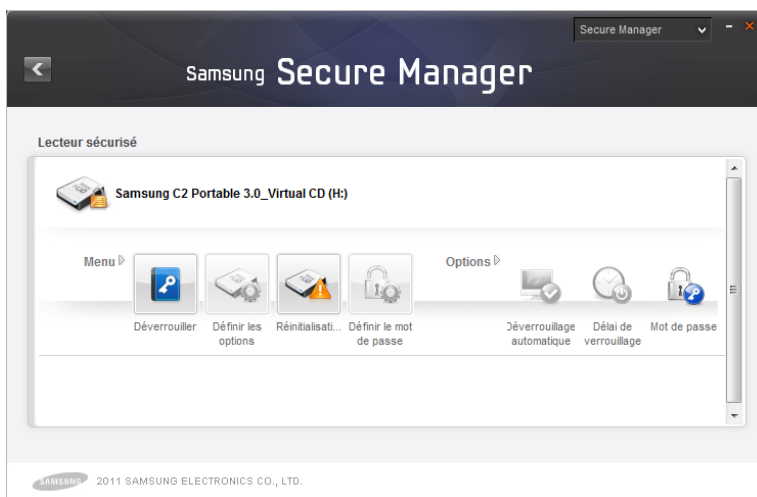 Secure Manager
Samsung Secure Manager
Lecteur sécurisé
Samsung C2 Portable 3.0_Virtual CD (H:)
Menu
Déverrouiller
Définir les
options
Réinitialisati...
Définir le mot
de passe
Options
Déverrouillage
automatique
Délai de
verrouillage
Mot de passe
SAMSUNG 2011 SAMSUNG ELECTRONICS CO., LTD.